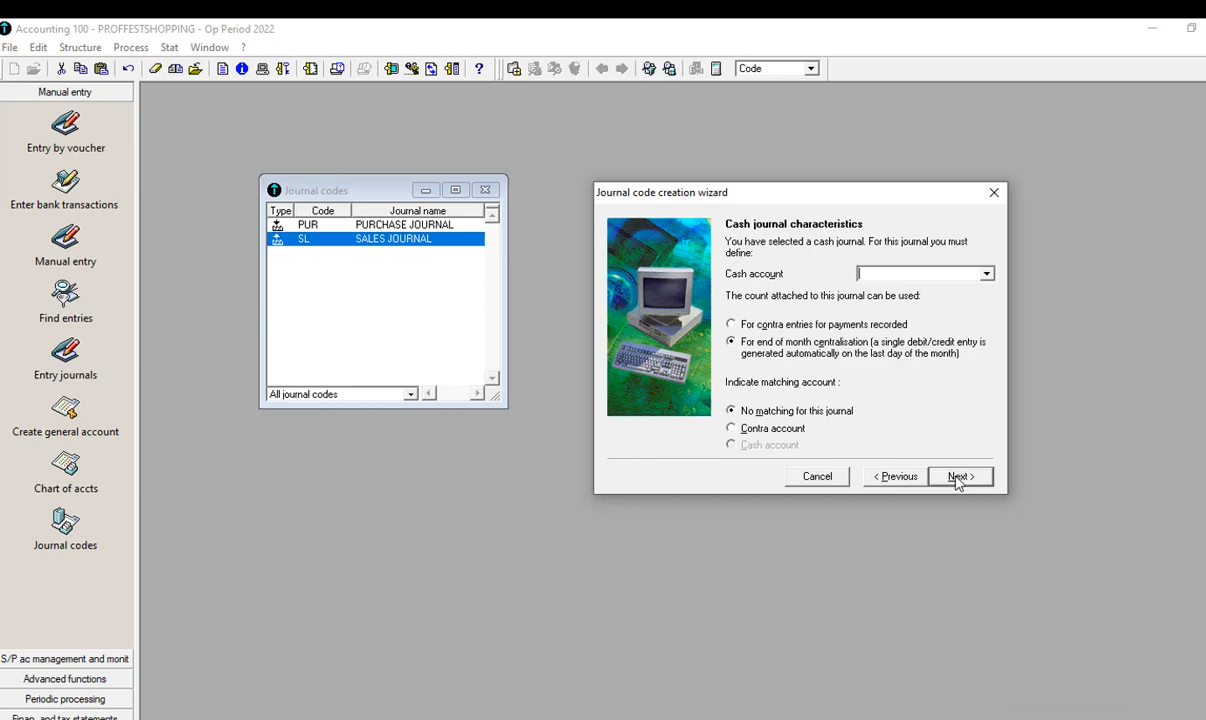 Accounting 100 - PROFFESTSHOPPING - Op Period 2022
File Edit Structure Process Stat Window ?
Code
Manual entry
Entry by voucher
Enter bank transactions
Manual entry
Find entries
Entry journals
Create general account
Chart of accts
Journal codes
S/P ac management and monit
Advanced functions
Periodic processing
Finan. and tax statements
Journal codes
Type Code Journal name
PUR PURCHASE JOURNAL
SL SALES JOURNAL
All journal codes
Journal code creation wizard
Cash journal characteristics
You have selected a cash journal. For this journal you must
define:
Cash account
The count attached to this journal can be used:
For contra entries for payments recorded
For end of month centralisation (a single debit/credit entry is
generated automatically on the last day of the month)
Indicate matching account :
No matching for this journal
Contra account
Cash account
Cancel < Previous Next >